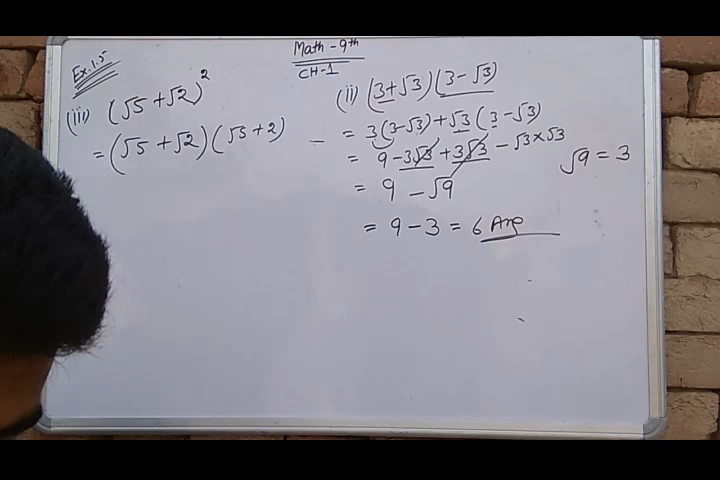 Math-9th
CH-1
Ex. 1.5
(iii) (√5 + √2)²
= (√5 + √2)(√5 + 2)
(ii) (3 + √3)(3 - √3)
= 3(3 - √3) + √3(3 - √3)
= 9 - 3√3 + 3√3 - √3 × √3
= 9 - √9
= 9 - 3 = 6 Ans
√9 = 3